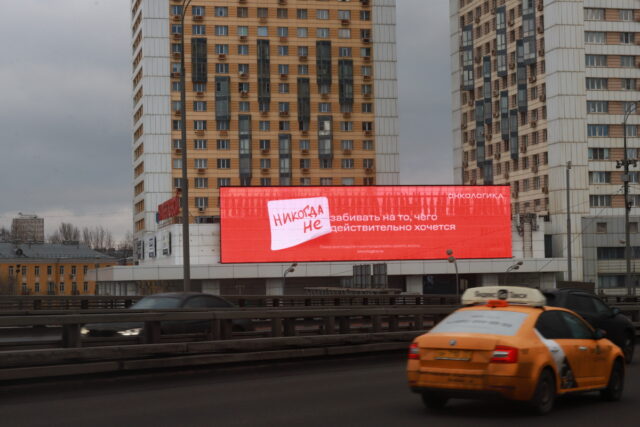 ОНКОЛОГИКА
НИКОГДА
НЕ
забивать на то, чего
действительно хочется